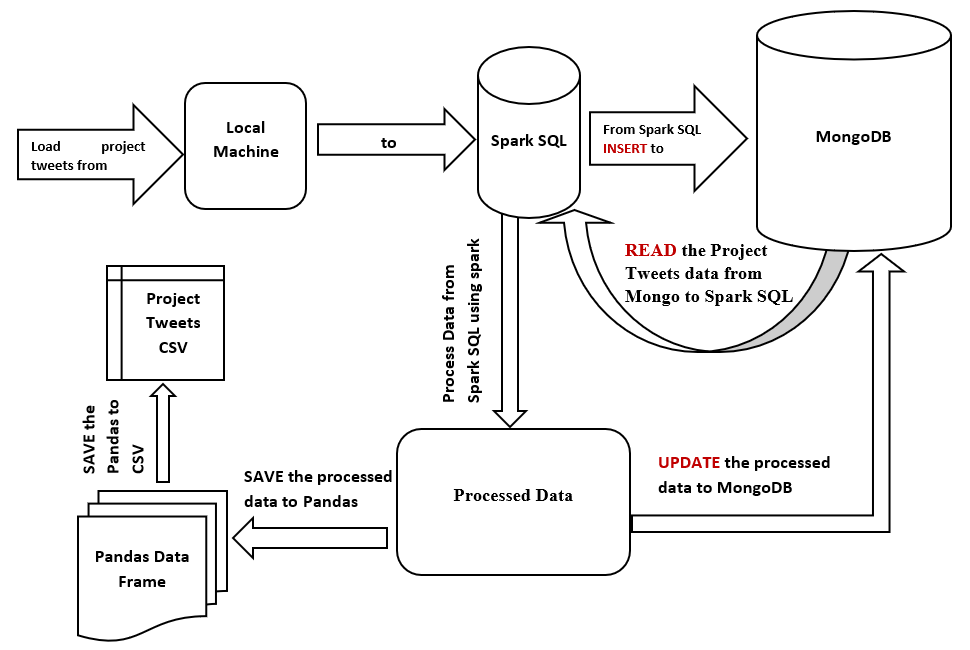 Load project
tweets from
Local
Machine
to
Spark SQL
From Spark SQL
INSERT to
MongoDB
READ the Project
Tweets data from
Mongo to Spark SQL
Process Data from
Spark SQL using spark
Project
Tweets
CSV
SAVE the
Pandas to
CSV
SAVE the processed
data to Pandas
Processed Data
UPDATE the processed
data to MongoDB
Pandas Data
Frame